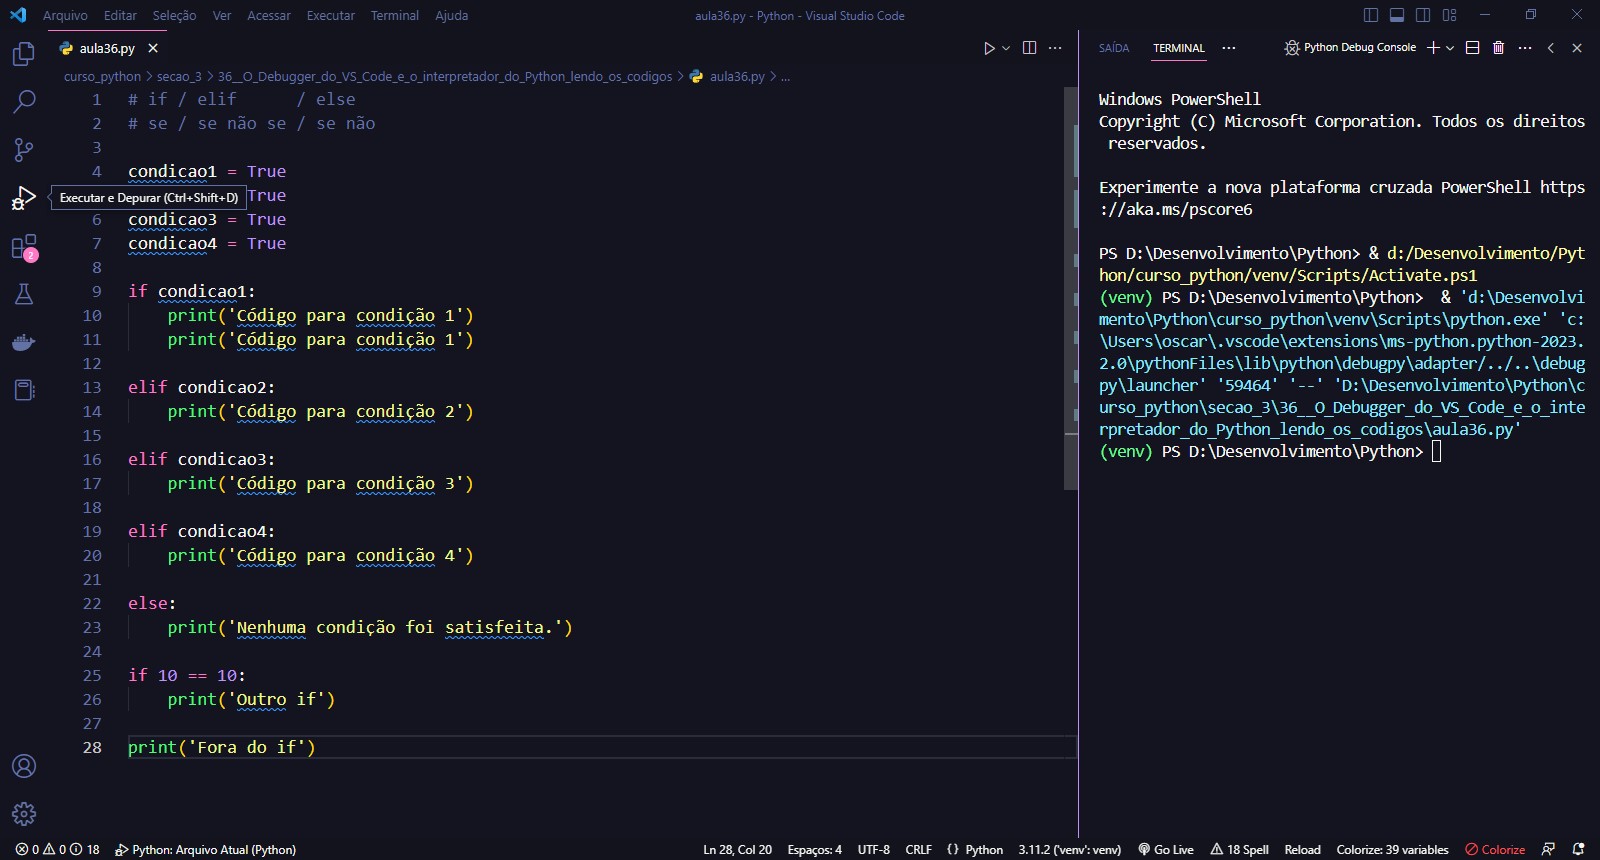 Arquivo Editar Seleção Ver Acessar Executar Terminal Ajuda
aula36.py - Python - Visual Studio Code
aula36.py
curso_python > secao_3 > 36__O_Debugger_do_VS_Code_e_o_interpretador_do_Python_lendo_os_codigos > aula36.py > ...
1 # if / elif      / else
2 # se / se não se / se não
3
4 condicao1 = True
Executar e Depurar (Ctrl+Shift+D) True
6 condicao3 = True
7 condicao4 = True
8
9 if condicao1:
10     print('Código para condição 1')
11     print('Código para condição 1')
12
13 elif condicao2:
14     print('Código para condição 2')
15
16 elif condicao3:
17     print('Código para condição 3')
18
19 elif condicao4:
20     print('Código para condição 4')
21
22 else:
23     print('Nenhuma condição foi satisfeita.')
24
25 if 10 == 10:
26     print('Outro if')
27
28 print('Fora do if')
2
SAÍDA TERMINAL ... Python Debug Console
Windows PowerShell
Copyright (C) Microsoft Corporation. Todos os direitos
 reservados.
Experimente a nova plataforma cruzada PowerShell https
://aka.ms/pscore6
PS D:\Desenvolvimento\Python> & d:/Desenvolvimento/Pyt
hon/curso_python/venv/Scripts/Activate.ps1
(venv) PS D:\Desenvolvimento\Python>  & 'd:\Desenvolvi
mento\Python\curso_python\venv\Scripts\python.exe' 'c:
\Users\oscar\.vscode\extensions\ms-python.python-2023.
2.0\pythonFiles\lib\python\debugpy\adapter/../..\debug
py\launcher' '59464' '--' 'D:\Desenvolvimento\Python\c
urso_python\secao_3\36__O_Debugger_do_VS_Code_e_o_inte
rpretador_do_Python_lendo_os_codigos\aula36.py'
(venv) PS D:\Desenvolvimento\Python>
0 0 18 Python: Arquivo Atual (Python) Ln 28, Col 20 Espaços: 4 UTF-8 CRLF {} Python 3.11.2 ('venv': venv) Go Live 18 Spell Reload Colorize: 39 variables Colorize